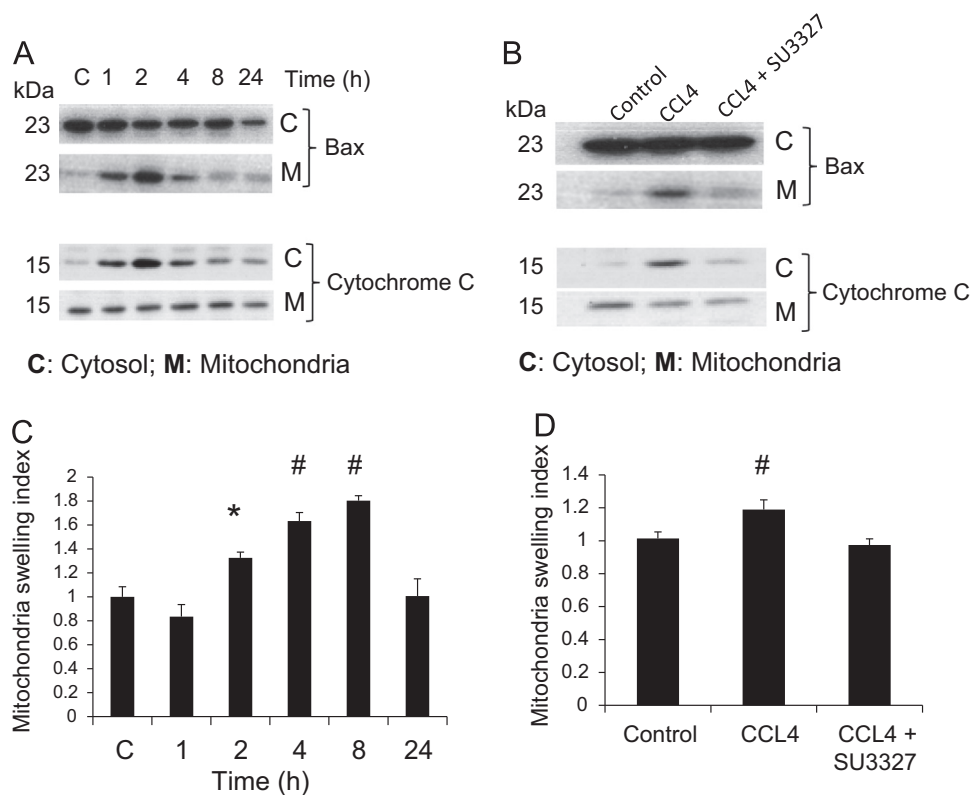 A
kDa C 1 2 4 8 24 Time (h)
23 C
Bax
23 M
15 C
Cytochrome C
15 M
C: Cytosol; M: Mitochondria
B
Control CCL4 CCL4 + SU3327
kDa
23 C
Bax
23 M
15 C
Cytochrome C
15 M
C: Cytosol; M: Mitochondria
C
Mitochondria swelling index
2
1.8
1.6
1.4
1.2
1
0.8
0.6
0.4
0.2
0
* # #
C 1 2 4 8 24
Time (h)
D
Mitochondria swelling index
1.4
1.2
1
0.8
0.6
0.4
0.2
0
#
Control CCL4 CCL4 +
SU3327